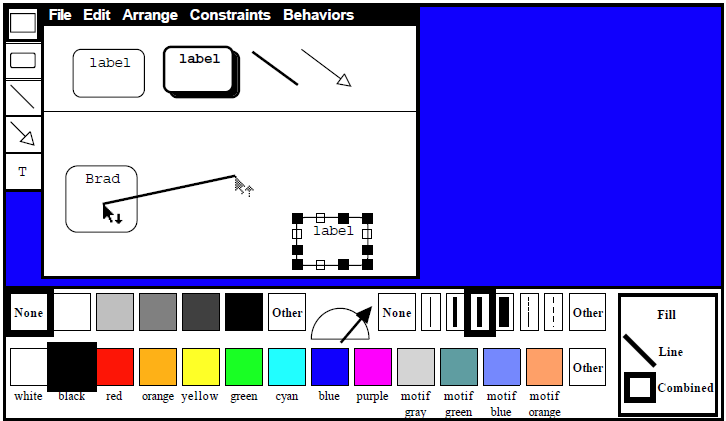 File Edit Arrange Constraints Behaviors
label label
T
Brad
label
None Other None Other
Other
white black red orange yellow green cyan blue purple motif gray motif green motif blue motif orange
Fill
Line
Combined